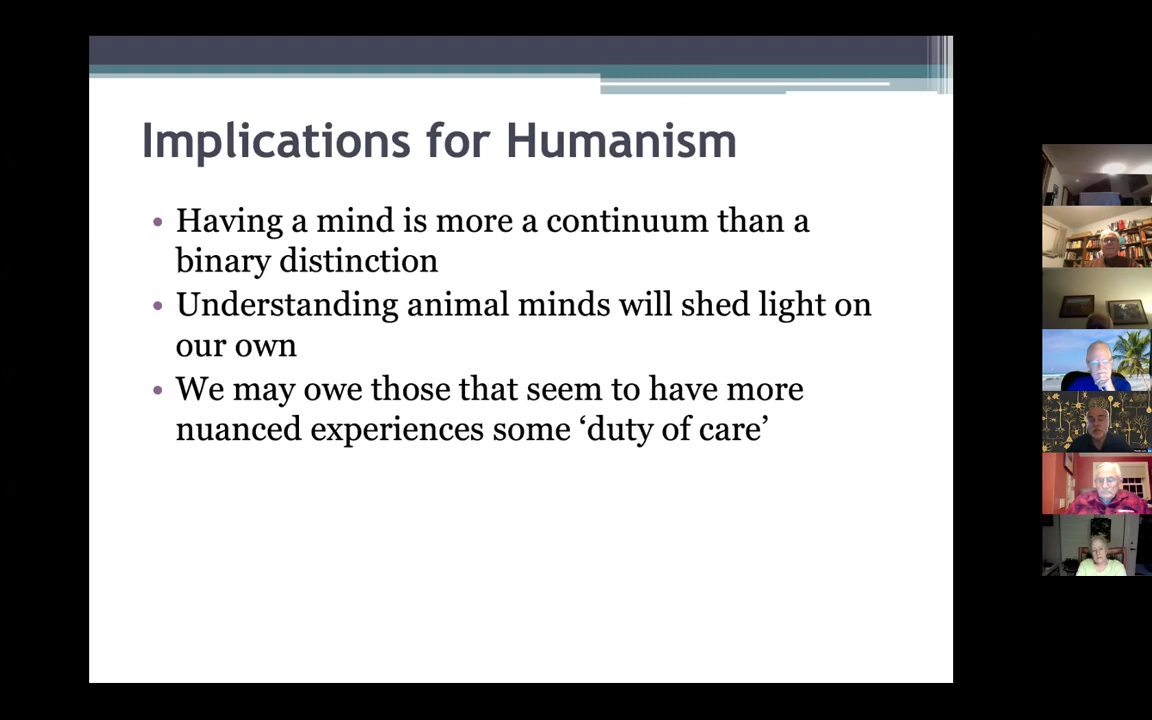 Implications for Humanism
• Having a mind is more a continuum than a
binary distinction
• Understanding animal minds will shed light on
our own
• We may owe those that seem to have more
nuanced experiences some ‘duty of care’